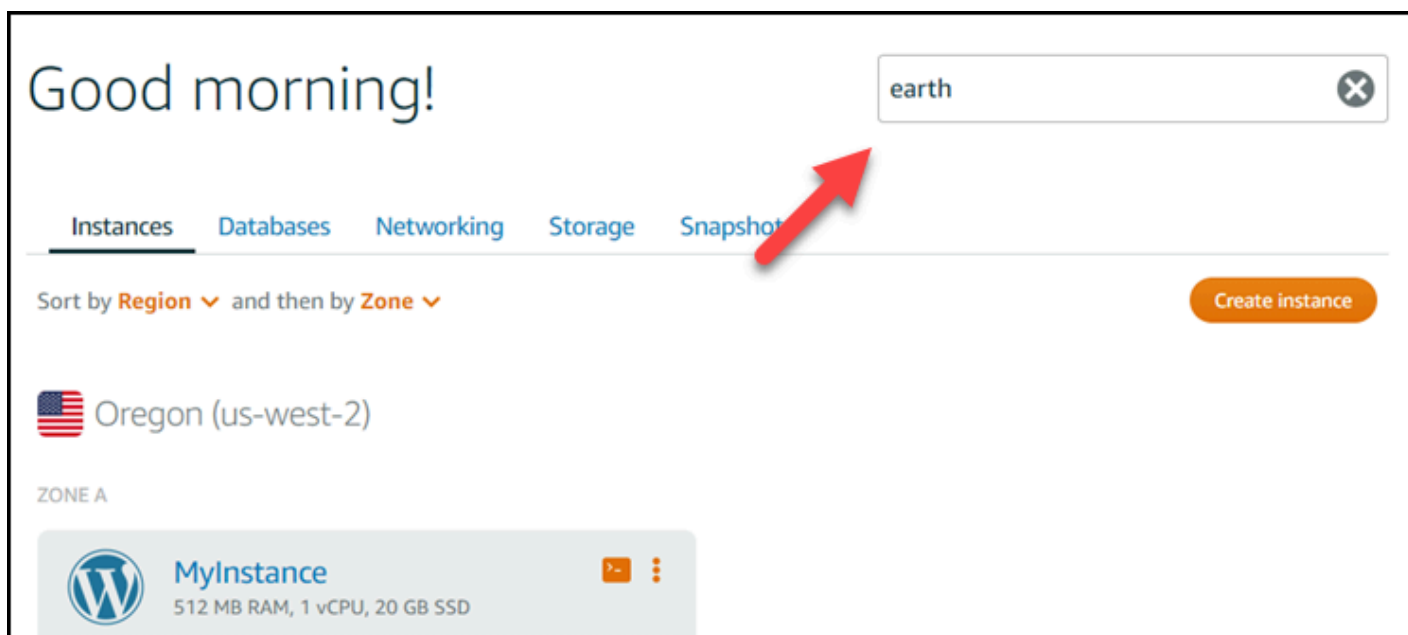 Good morning!
earth
Instances Databases Networking Storage Snapshot
Sort by Region and then by Zone
Create instance
Oregon (us-west-2)
ZONE A
MyInstance
512 MB RAM, 1 vCPU, 20 GB SSD